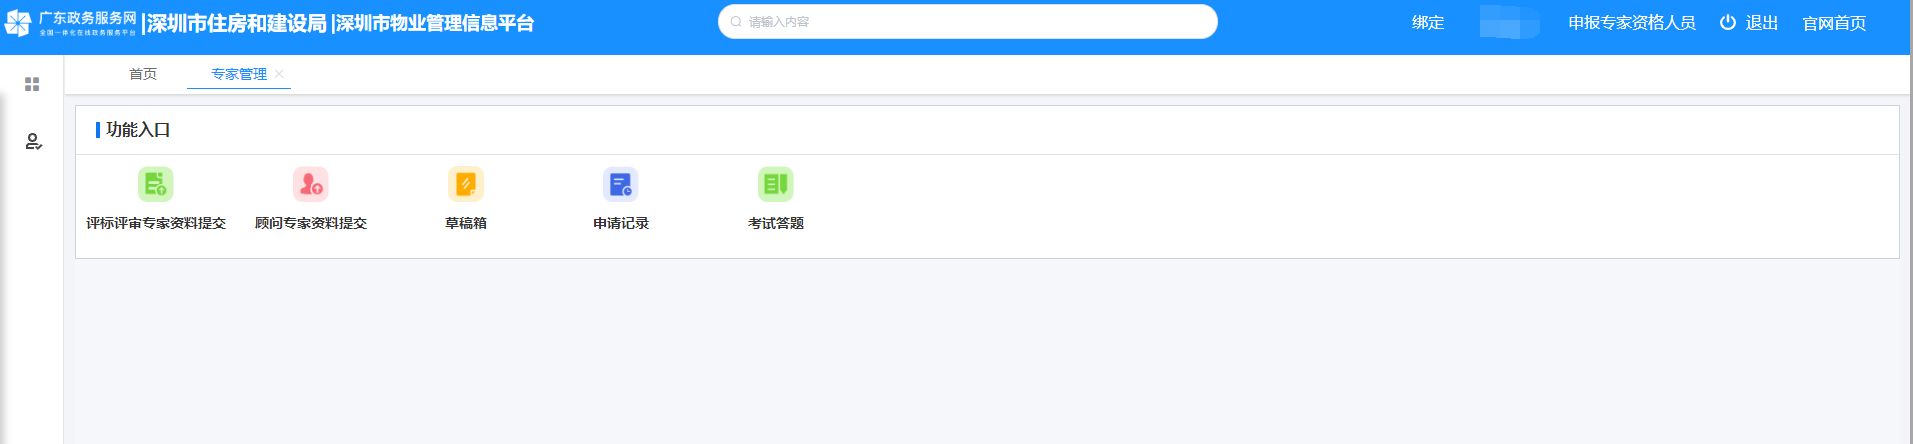 广东政务服务网
全国一体化在线政务服务平台
|深圳市住房和建设局|深圳市物业管理信息平台
请输入内容
绑定
申报专家资格人员
退出
官网首页
首页
专家管理
功能入口
评标评审专家资料提交
顾问专家资料提交
草稿箱
申请记录
考试答题